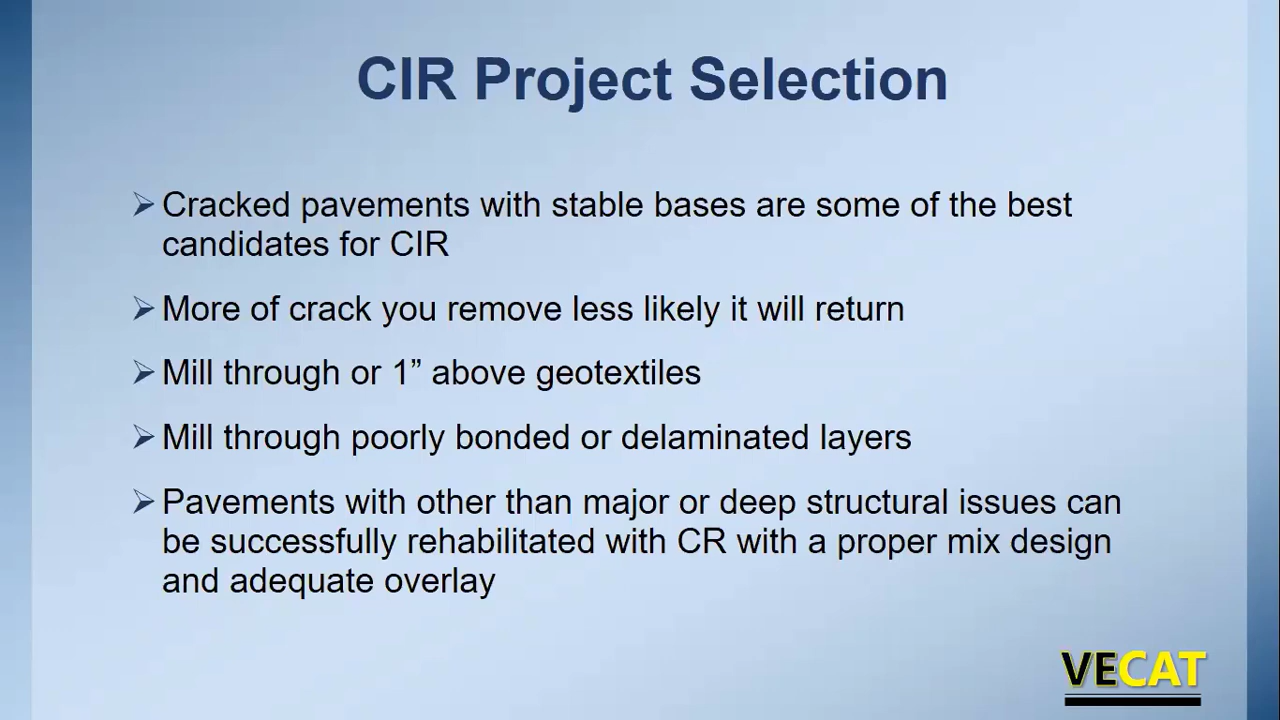 CIR Project Selection
Cracked pavements with stable bases are some of the best
candidates for CIR
More of crack you remove less likely it will return
Mill through or 1” above geotextiles
Mill through poorly bonded or delaminated layers
Pavements with other than major or deep structural issues can
be successfully rehabilitated with CR with a proper mix design
and adequate overlay
VECAT